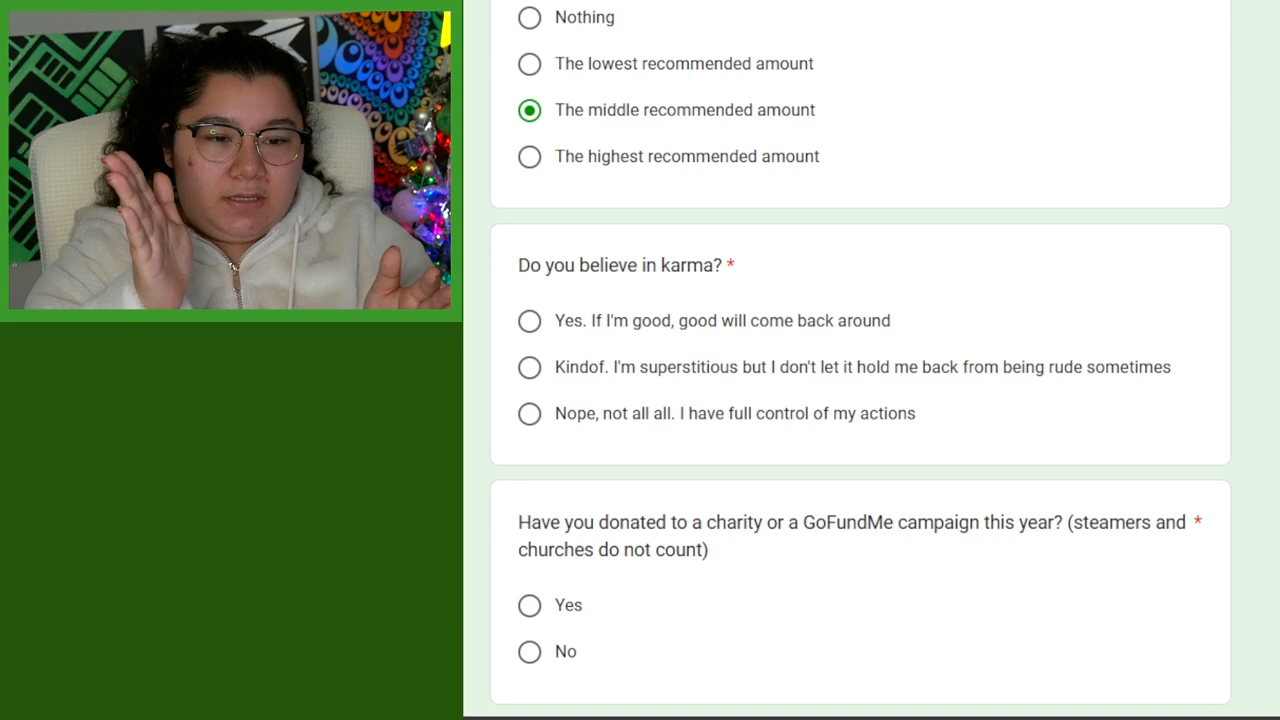 Nothing
The lowest recommended amount
The middle recommended amount
The highest recommended amount
Do you believe in karma? *
Yes. If I'm good, good will come back around
Kindof. I'm superstitious but I don't let it hold me back from being rude sometimes
Nope, not all all. I have full control of my actions
Have you donated to a charity or a GoFundMe campaign this year? (steamers and *
churches do not count)
Yes
No